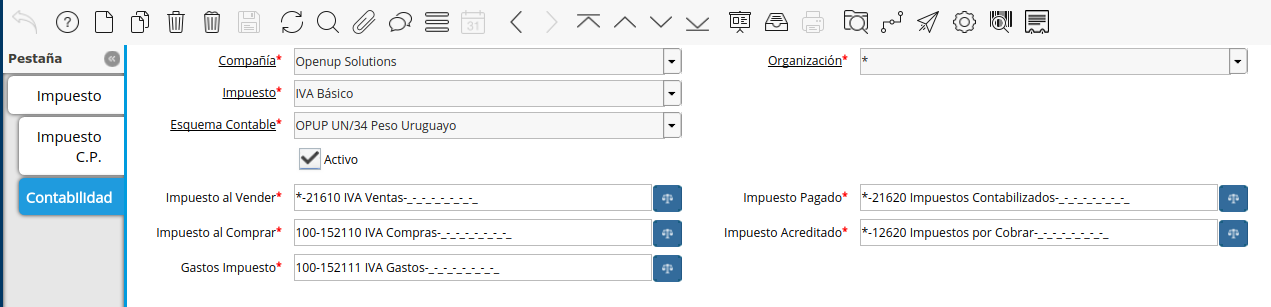 31
Pestaña
Compañía* Openup Solutions Organización* *
Impuesto
Impuesto* IVA Básico
Esquema Contable* OPUP UN/34 Peso Uruguayo
Impuesto
C.P.
Activo
Contabilidad
Impuesto al Vender* *-21610 IVA Ventas-_-_-_-_-_-_-_-_ Impuesto Pagado* *-21620 Impuestos Contabilizados-_-_-_-_-_-_-_-_
Impuesto al Comprar* 100-152110 IVA Compras-_-_-_-_-_-_-_-_ Impuesto Acreditado* *-12620 Impuestos por Cobrar-_-_-_-_-_-_-_-_
Gastos Impuesto* 100-152111 IVA Gastos-_-_-_-_-_-_-_-_